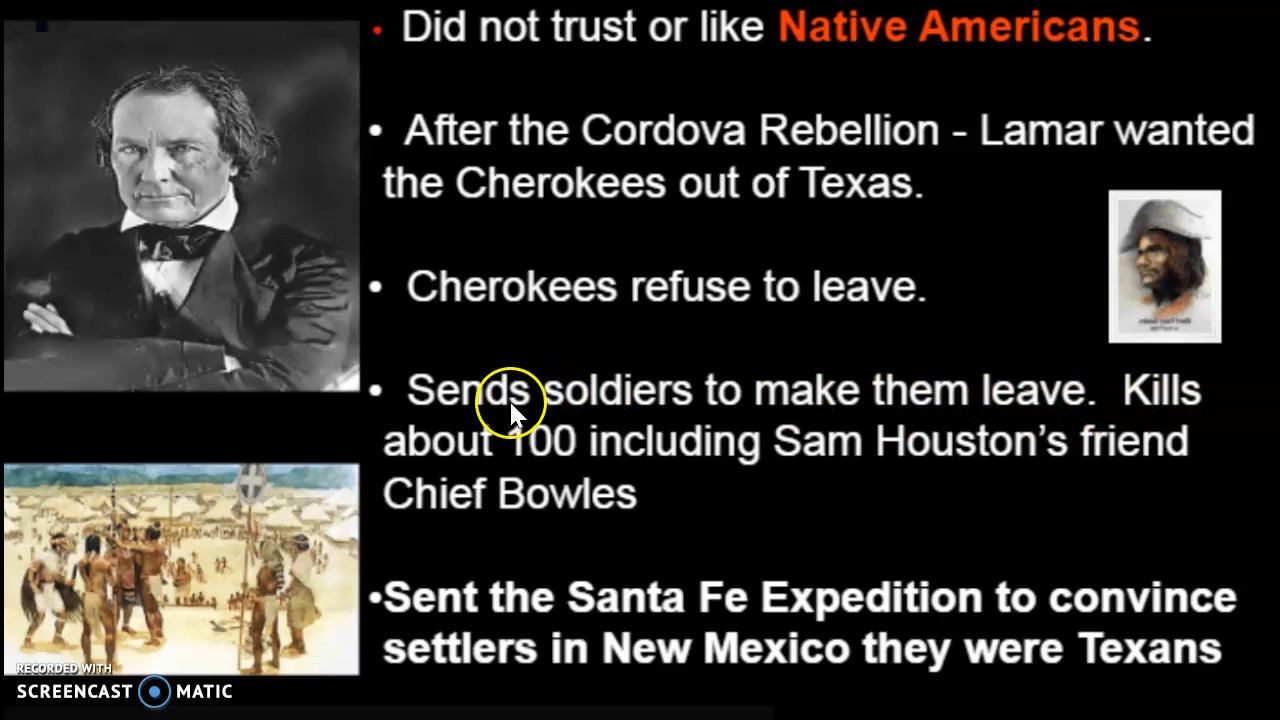 • Did not trust or like Native Americans.
• After the Cordova Rebellion - Lamar wanted
the Cherokees out of Texas.
• Cherokees refuse to leave.
• Sends soldiers to make them leave. Kills
about 100 including Sam Houston’s friend
Chief Bowles
•Sent the Santa Fe Expedition to convince
settlers in New Mexico they were Texans
RECORDED WITH
SCREENCAST MATIC